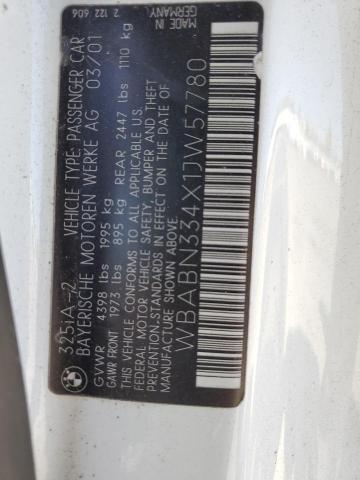 325iA-2 VEHICLE TYPE: PASSENGER CAR
BAYERISCHE MOTOREN WERKE AG 03/01
GVWR 4398 lbs 1995 kg
GAWR FRONT 1973 lbs 895 kg REAR 2447 lbs 1110 kg
THIS VEHICLE CONFORMS TO ALL APPLICABLE U.S.
FEDERAL MOTOR VEHICLE SAFETY, BUMPER AND THEFT
PREVENTION STANDARDS IN EFFECT ON THE DATE OF
MANUFACTURE SHOWN ABOVE.
WBABN334X1JW57780
2 122 606
MADE IN
GERMANY
BMW